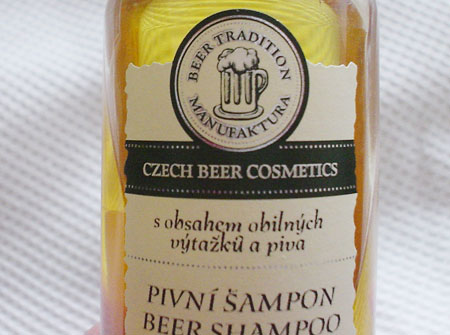 BEER TRADITION
MANUFAKTURA
CZECH BEER COSMETICS
s obsahem obilných
výtažků a piva
PIVNÍ ŠAMPON
BEER SHAMPOO